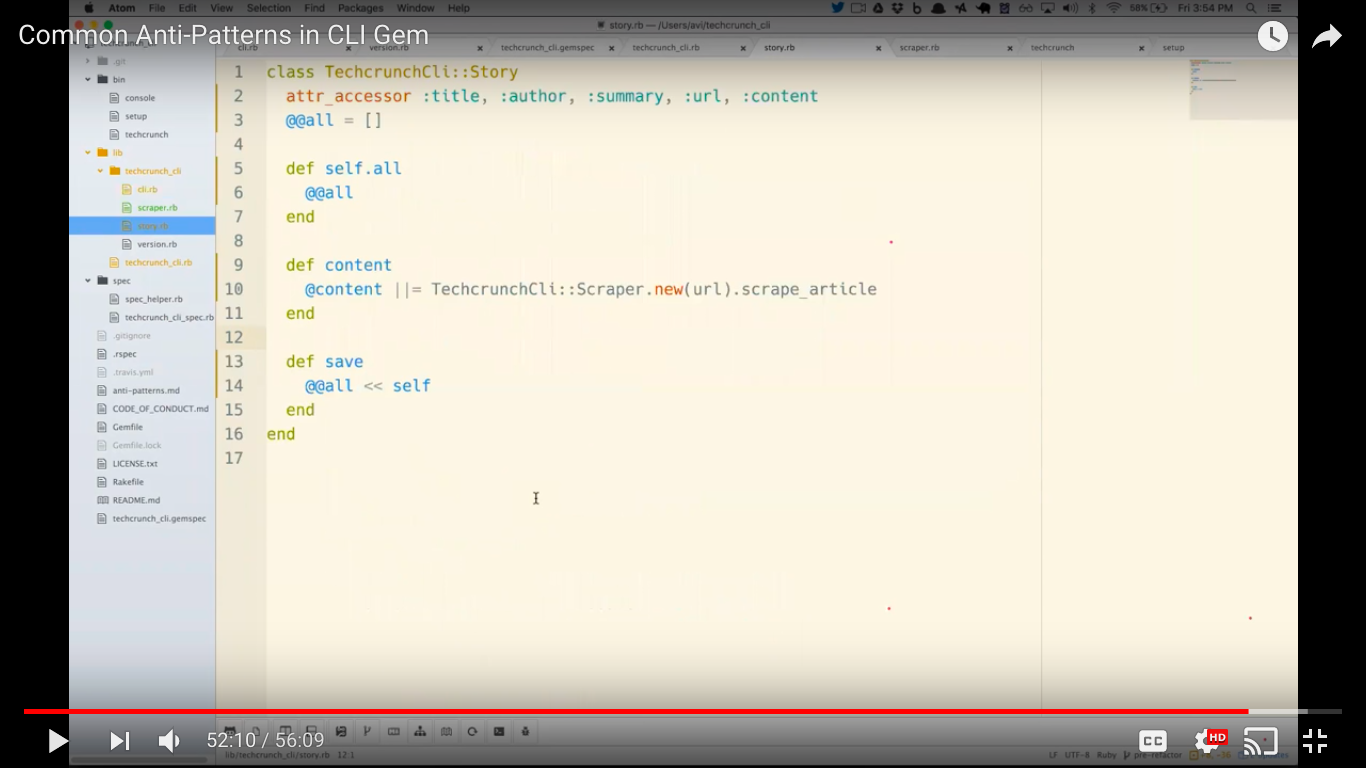 Atom File Edit View Selection Find Packages Window Help 58% Fri 3:54 PM
story.rb — /Users/avi/techcrunch_cli
Common Anti-Patterns in CLI Gem
cli.rb version.rb techcrunch_cli.gemspec techcrunch_cli.rb story.rb scraper.rb techcrunch setup
.git
bin
console
setup
techcrunch
lib
techcrunch_cli
cli.rb
scraper.rb
story.rb
version.rb
techcrunch_cli.rb
spec
spec_helper.rb
techcrunch_cli_spec.rb
.gitignore
.rspec
.travis.yml
anti-patterns.md
CODE_OF_CONDUCT.md
Gemfile
Gemfile.lock
LICENSE.txt
Rakefile
README.md
techcrunch_cli.gemspec
1 class TechcrunchCli::Story
2 attr_accessor :title, :author, :summary, :url, :content
3 @@all = []
4
5 def self.all
6 @@all
7 end
8
9 def content
10 @content ||= TechcrunchCli::Scraper.new(url).scrape_article
11 end
12
13 def save
14 @@all << self
15 end
16 end
17
52:10 / 56:09
CC
HD
lib/techcrunch_cli/story.rb 12:1 LF UTF-8 Ruby pre-refactor